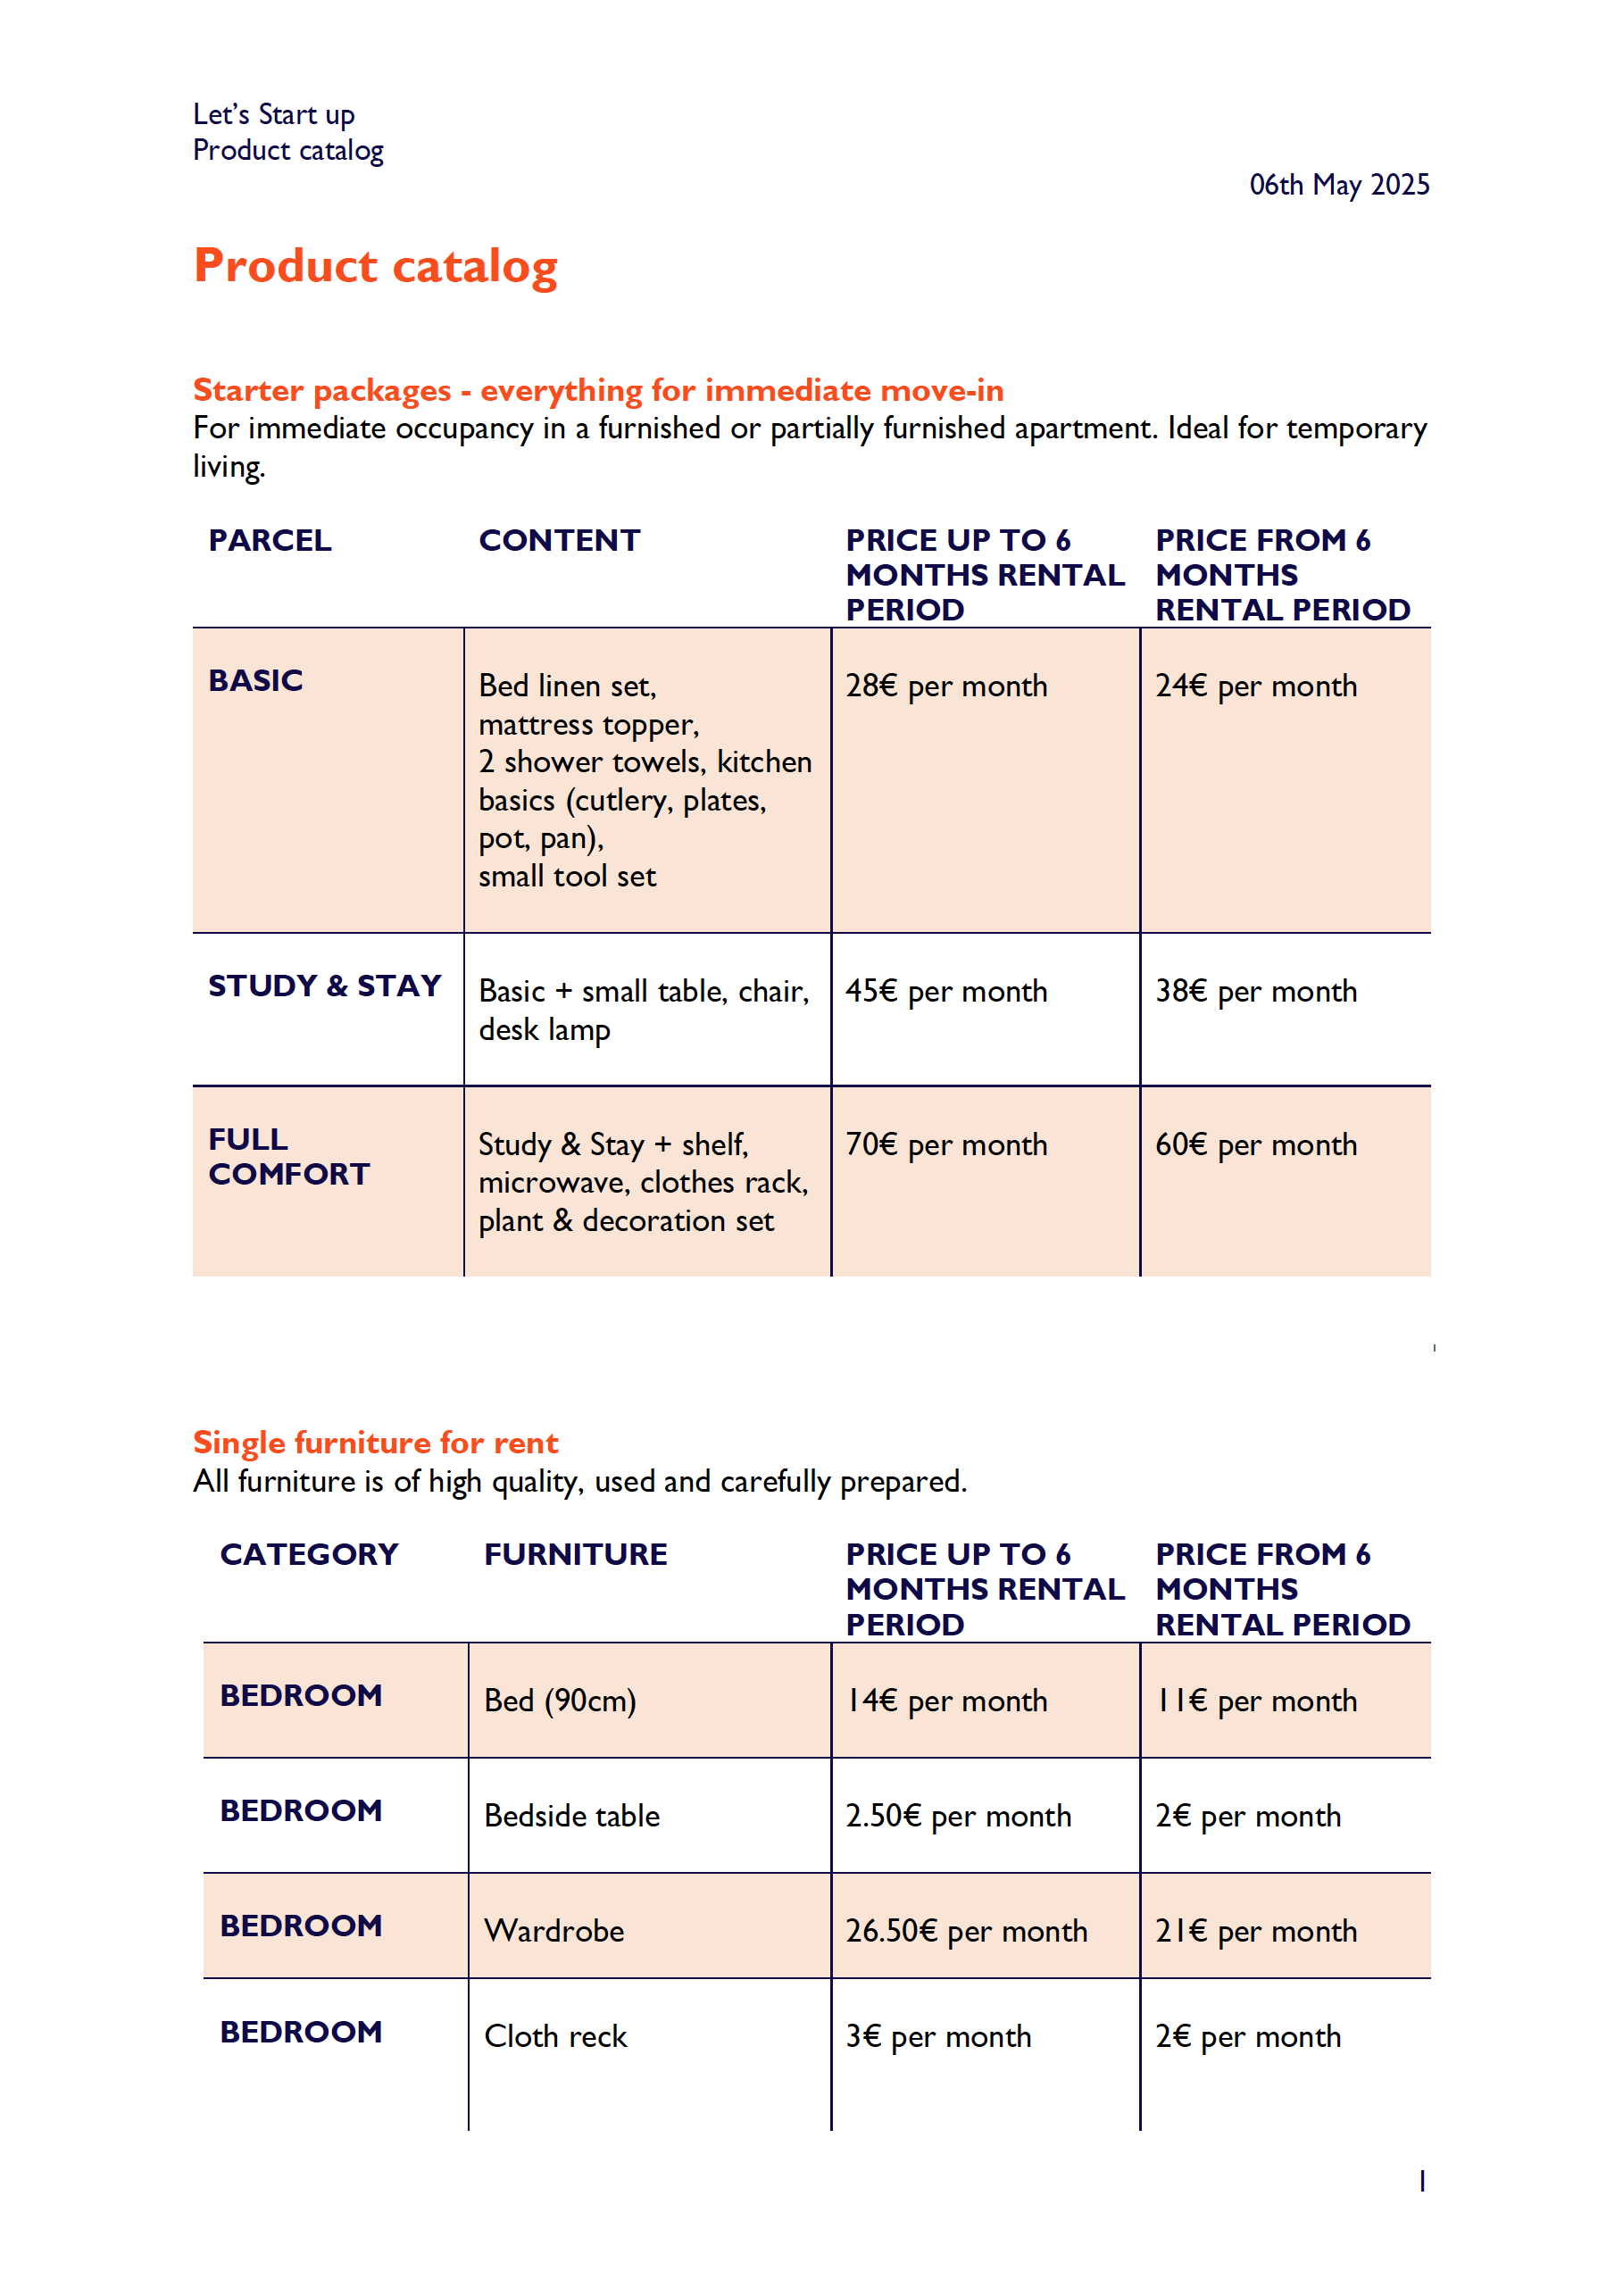 Let’s Start up
Product catalog
06th May 2025
Product catalog
Starter packages - everything for immediate move-in
For immediate occupancy in a furnished or partially furnished apartment. Ideal for temporary
living.
PARCEL
CONTENT
PRICE UP TO 6
MONTHS RENTAL
PERIOD
PRICE FROM 6
MONTHS
RENTAL PERIOD
BASIC
Bed linen set,
mattress topper,
2 shower towels, kitchen
basics (cutlery, plates,
pot, pan),
small tool set
28€ per month
24€ per month
STUDY & STAY
Basic + small table, chair,
desk lamp
45€ per month
38€ per month
FULL
COMFORT
Study & Stay + shelf,
microwave, clothes rack,
plant & decoration set
70€ per month
60€ per month
Single furniture for rent
All furniture is of high quality, used and carefully prepared.
CATEGORY
FURNITURE
PRICE UP TO 6
MONTHS RENTAL
PERIOD
PRICE FROM 6
MONTHS
RENTAL PERIOD
BEDROOM
Bed (90cm)
14€ per month
11€ per month
BEDROOM
Bedside table
2.50€ per month
2€ per month
BEDROOM
Wardrobe
26.50€ per month
21€ per month
BEDROOM
Cloth reck
3€ per month
2€ per month
1